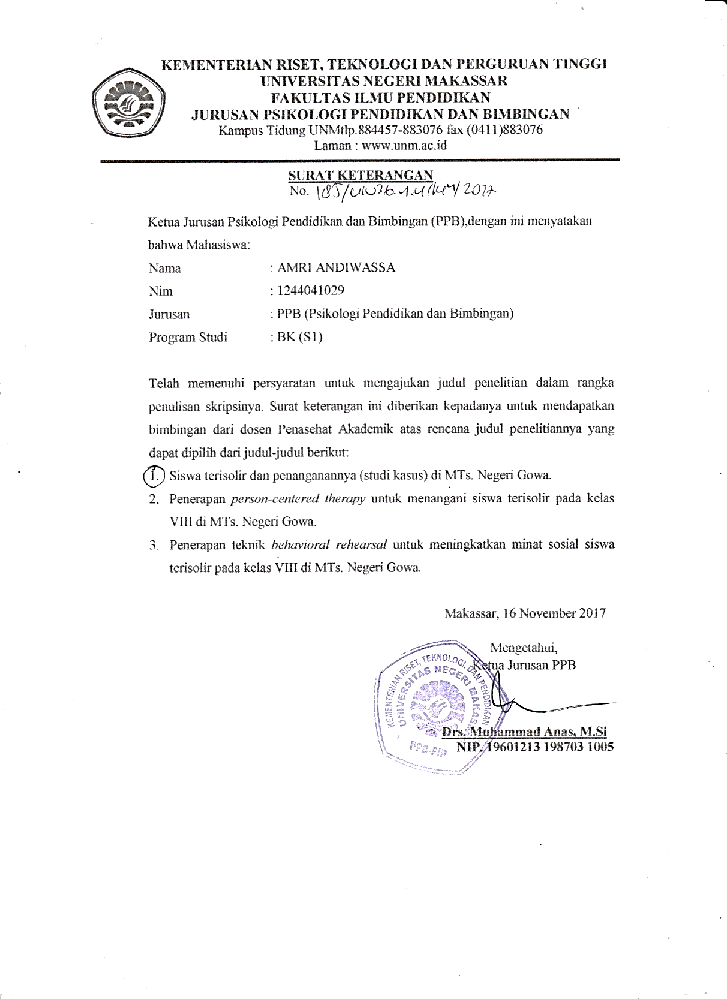 KEMENTERIAN RISET, TEKNOLOGI DAN PERGURUAN TINGGI
UNIVERSITAS NEGERI MAKASSAR
FAKULTAS ILMU PENDIDIKAN
JURUSAN PSIKOLOGI PENDIDIKAN DAN BIMBINGAN
Kampus Tidung UNMtlp.884457-883076 fax (0411)883076
Laman : www.unm.ac.id
SURAT KETERANGAN
No.
Ketua Jurusan Psikologi Pendidikan dan Bimbingan (PPB),dengan ini menyatakan
bahwa Mahasiswa:
Nama : AMRI ANDIWASSA
Nim : 1244041029
Jurusan : PPB (Psikologi Pendidikan dan Bimbingan)
Program Studi : BK (S1)
Telah memenuhi persyaratan untuk mengajukan judul penelitian dalam rangka
penulisan skripsinya. Surat keterangan ini diberikan kepadanya untuk mendapatkan
bimbingan dari dosen Penasehat Akademik atas rencana judul penelitiannya yang
dapat dipilih dari judul-judul berikut:
1. Siswa terisolir dan penanganannya (studi kasus) di MTs. Negeri Gowa.
2. Penerapan person-centered therapy untuk menangani siswa terisolir pada kelas
VIII di MTs. Negeri Gowa.
3. Penerapan teknik behavioral rehearsal untuk meningkatkan minat sosial siswa
terisolir pada kelas VIII di MTs. Negeri Gowa.
Makassar, 16 November 2017
Mengetahui,
Ketua Jurusan PPB
KEMENTERIAN RISET, TEKNOLOGI, DAN PENDIDIKAN
UNIVERSITAS NEGERI MAKASS
PPB-FIP
Drs. Muhammad Anas, M.Si
NIP. 19601213 198703 1005